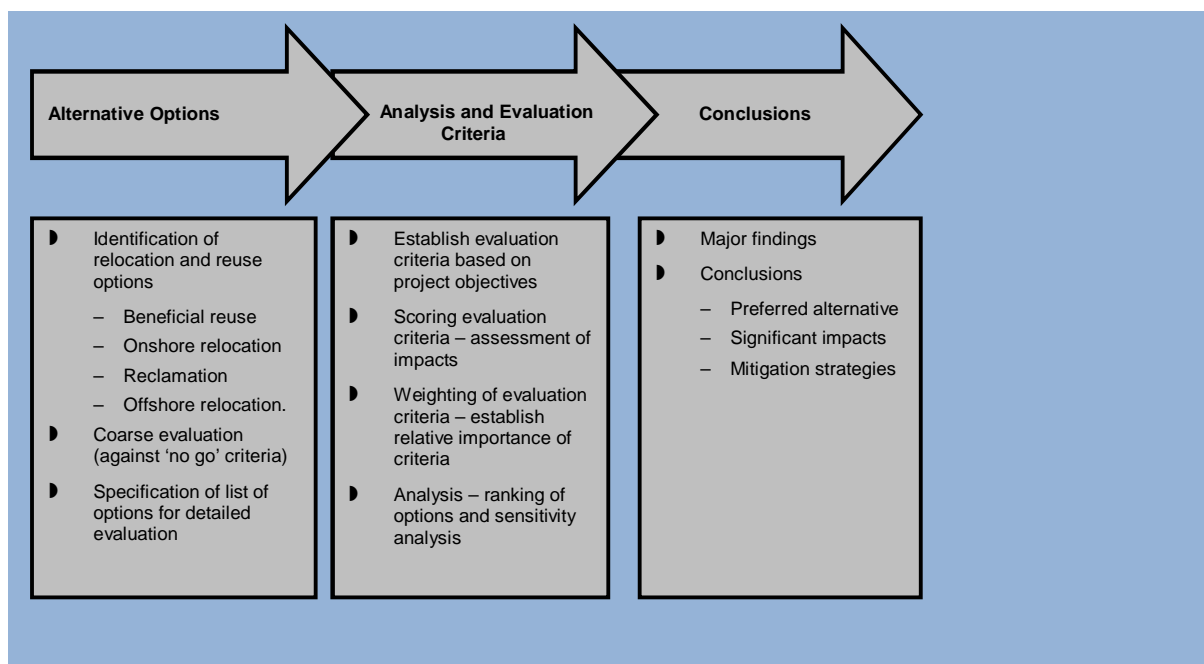 Alternative Options
Analysis and Evaluation
Criteria
Conclusions
◗ Identification of
relocation and reuse
options
– Beneficial reuse
– Onshore relocation
– Reclamation
– Offshore relocation.
◗ Coarse evaluation
(against ‘no go’ criteria)
◗ Specification of list of
options for detailed
evaluation
◗ Establish evaluation
criteria based on
project objectives
◗ Scoring evaluation
criteria – assessment of
impacts
◗ Weighting of evaluation
criteria – establish
relative importance of
criteria
◗ Analysis – ranking of
options and sensitivity
analysis
◗ Major findings
◗ Conclusions
– Preferred alternative
– Significant impacts
– Mitigation strategies